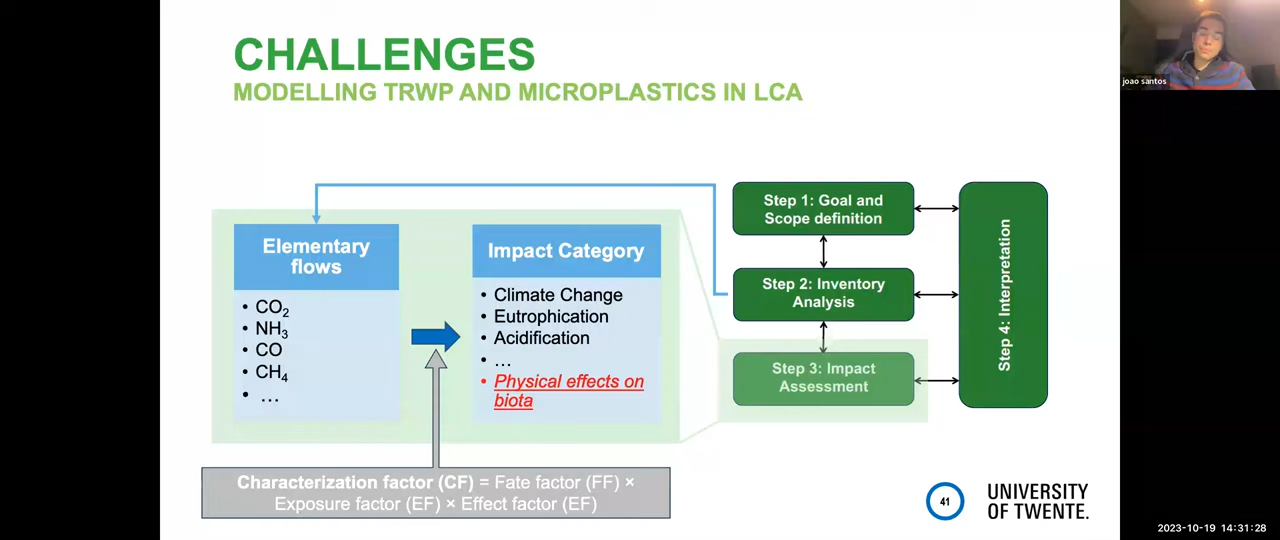 CHALLENGES
MODELLING TRWP AND MICROPLASTICS IN LCA
joao santos
Elementary
flows
• CO₂
• NH₃
• CO
• CH₄
• ...
Impact Category
• Climate Change
• Eutrophication
• Acidification
• ...
• Physical effects on
biota
Step 1: Goal and
Scope definition
Step 2: Inventory
Analysis
Step 3: Impact
Assessment
Step 4: Interpretation
Characterization factor (CF) = Fate factor (FF) ×
Exposure factor (EF) × Effect factor (EF)
41
UNIVERSITY
OF TWENTE.
2023-10-19 14:31:28